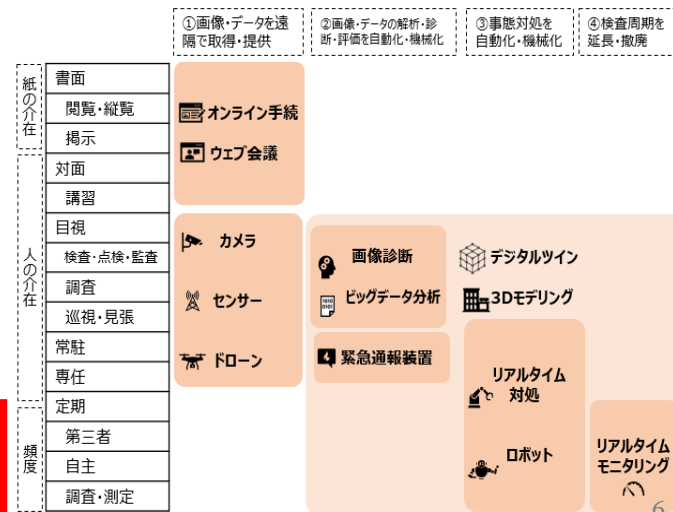 ①画像・データを遠
隔で取得・提供
②画像・データの解析・診
断・評価を自動化・機械化
③事態対処を
自動化・機械化
④検査周期を
延長・撤廃
紙の介在
書面
閲覧・縦覧
掲示
人の介在
対面
講習
目視
検査・点検・監査
調査
巡視・見張
常駐
専任
頻度
定期
第三者
自主
調査・測定
オンライン手続
ウェブ会議
カメラ
センサー
ドローン
画像診断
ビッグデータ分析
緊急通報装置
デジタルツイン
3Dモデリング
リアルタイム
対処
ロボット
リアルタイム
モニタリング
6